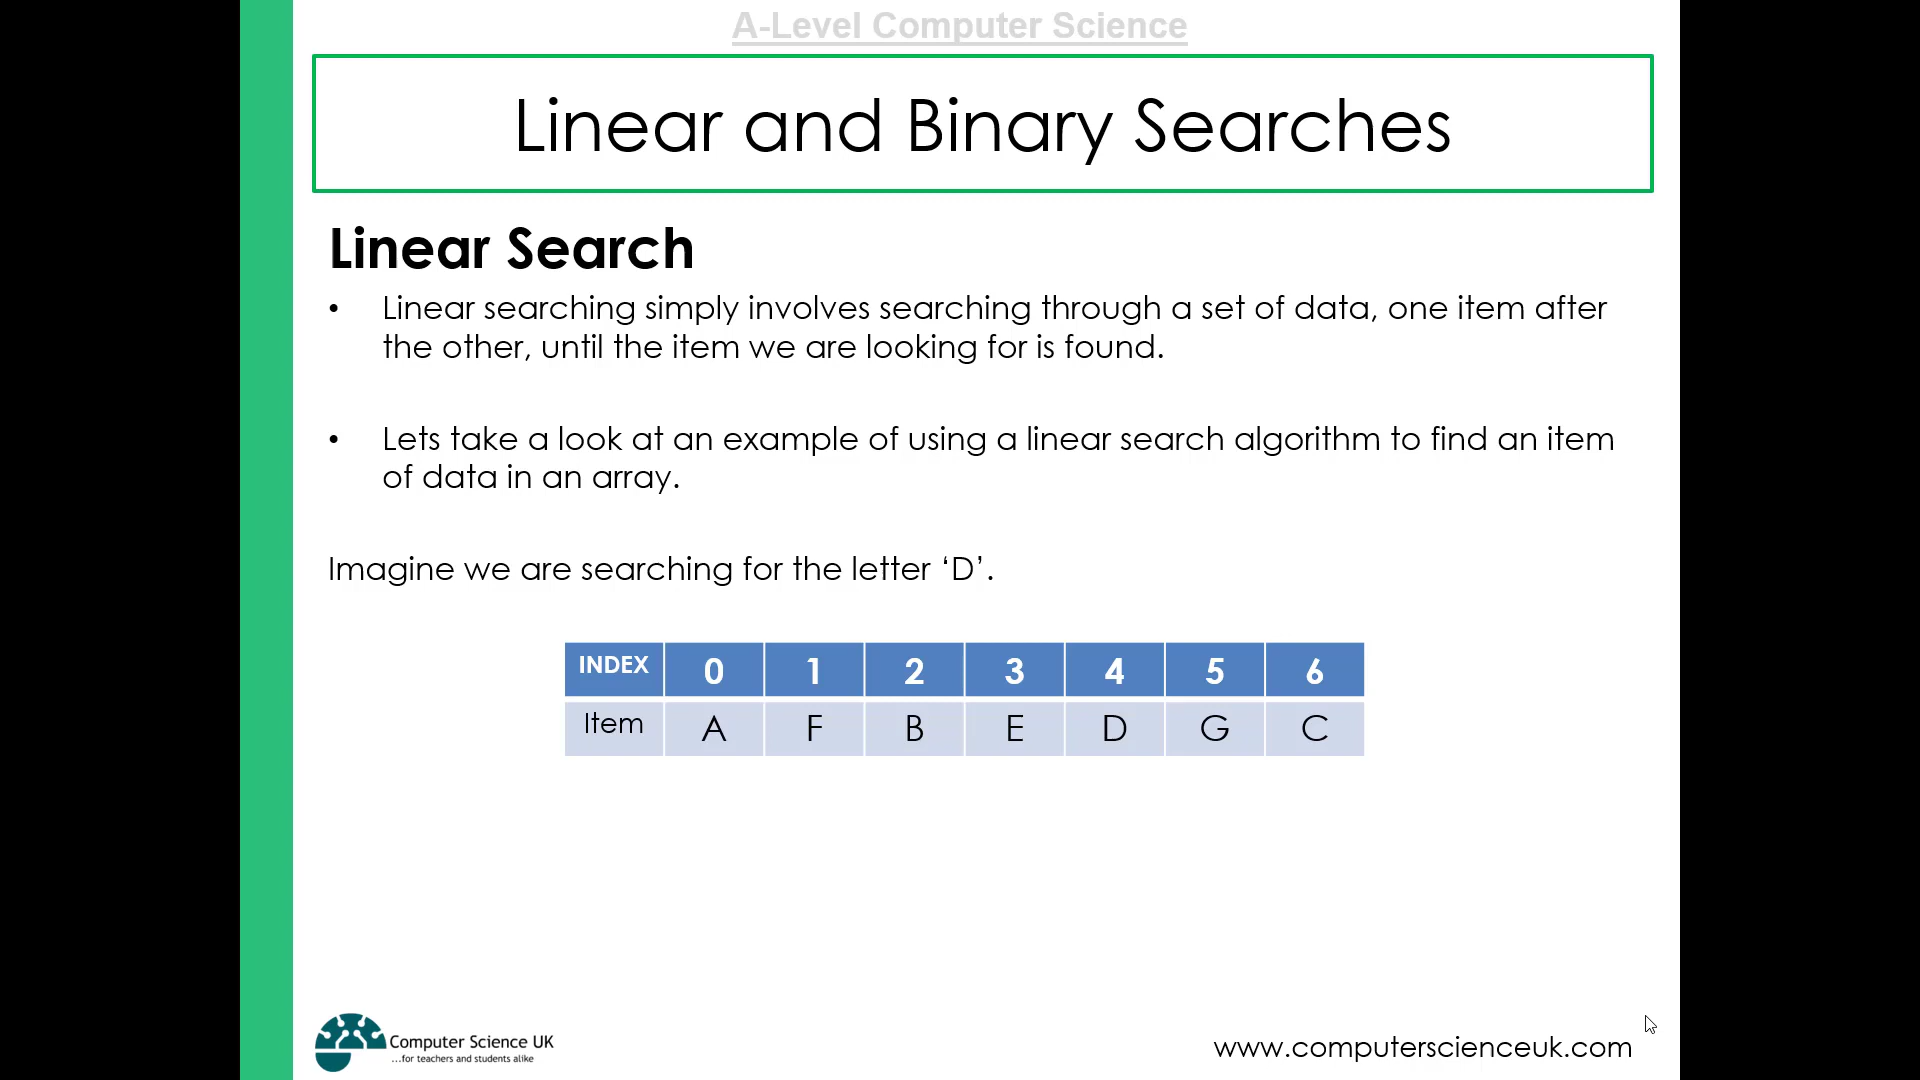 A-Level Computer Science
Linear and Binary Searches
Linear Search
• Linear searching simply involves searching through a set of data, one item after
the other, until the item we are looking for is found.
• Lets take a look at an example of using a linear search algorithm to find an item
of data in an array.
Imagine we are searching for the letter ‘D’.
INDEX 0 1 2 3 4 5 6
Item A F B E D G C
Computer Science UK
...for teachers and students alike
www.computerscienceuk.com